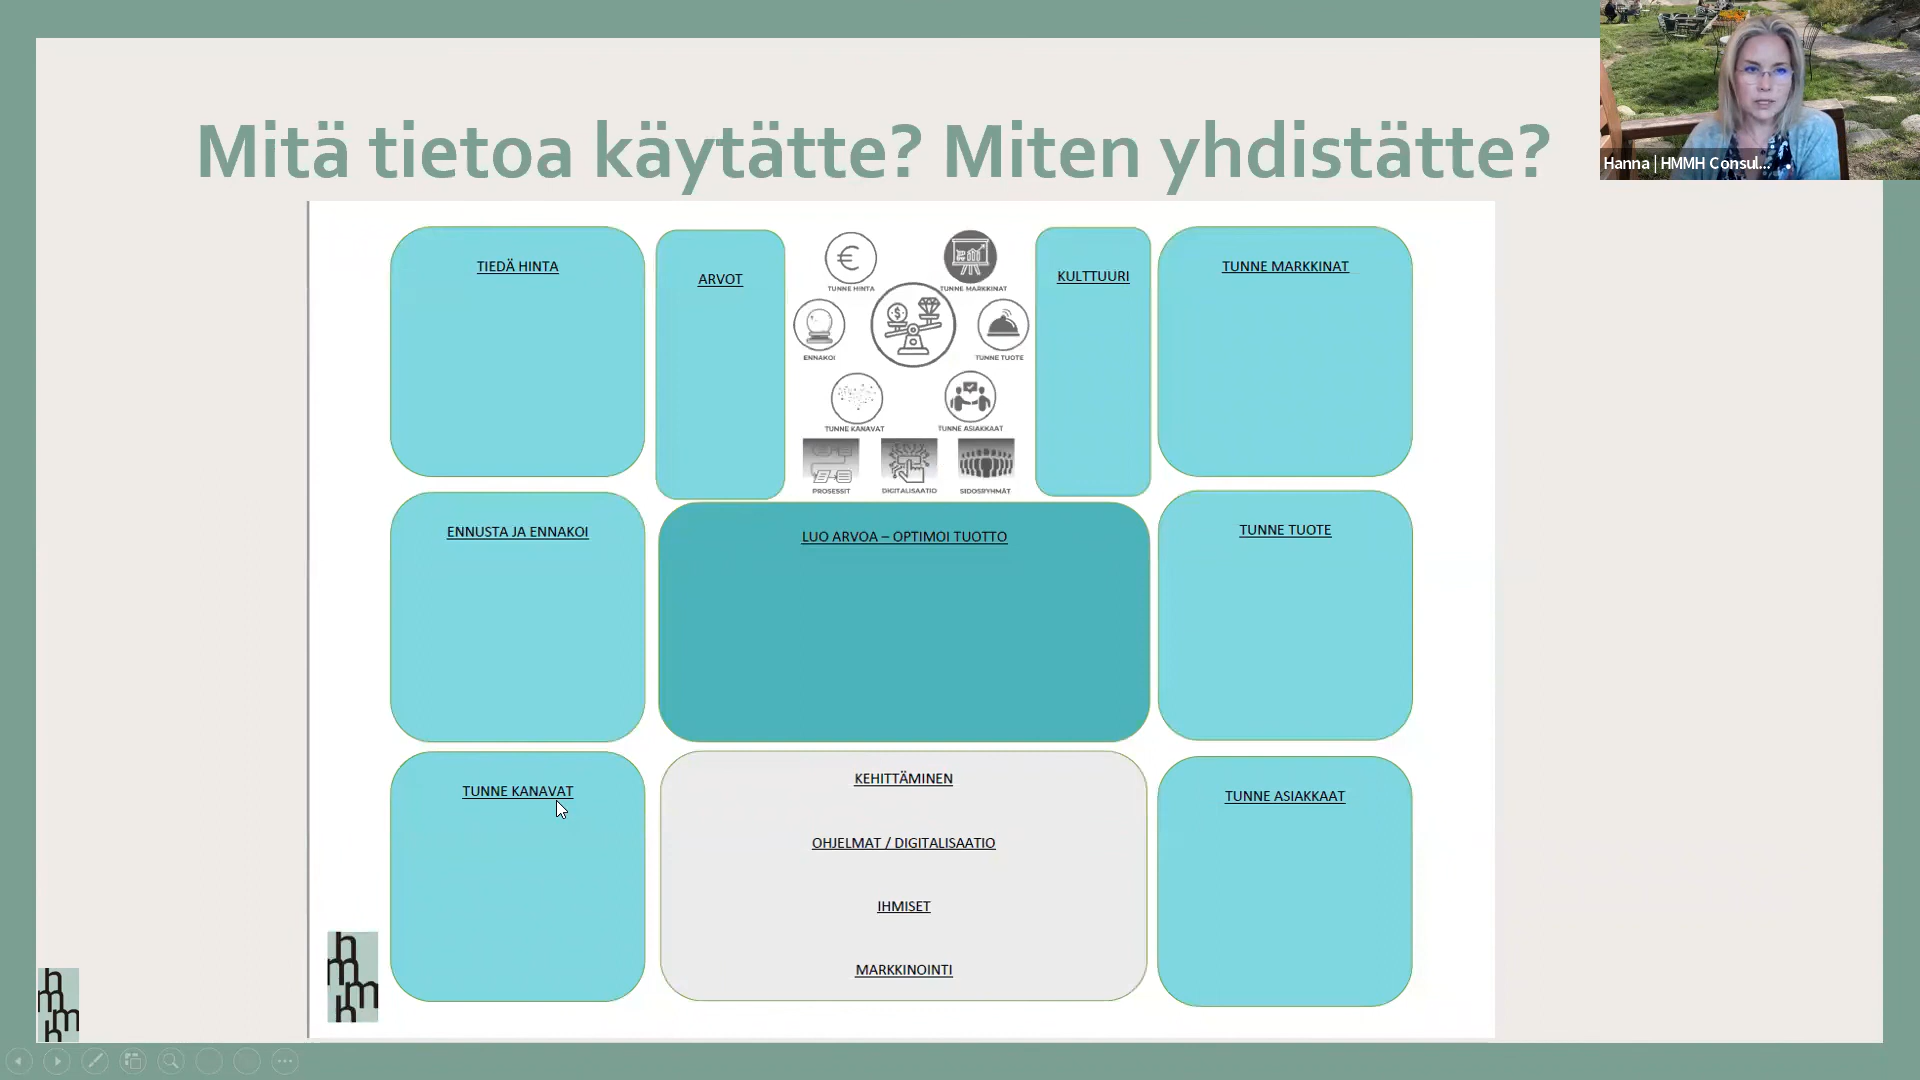 Mitä tietoa käytätte? Miten yhdistätte?
Hanna | HMMH Consul...
TIEDÄ HINTA
ARVOT
TUNNE HINTA
TUNNE MARKKINAT
ENNAKOI
TUNNE TUOTE
TUNNE KANAVAT
TUNNE ASIAKKAAT
PROSESSIT
DIGITALISAATIO
SIDOSRYHMÄT
KULTTUURI
TUNNE MARKKINAT
ENNUSTA JA ENNAKOI
LUO ARVOA – OPTIMOI TUOTTO
TUNNE TUOTE
TUNNE KANAVAT
KEHITTÄMINEN
OHJELMAT / DIGITALISAATIO
IHMISET
MARKKINOINTI
TUNNE ASIAKKAAT
hmmh
hmmh